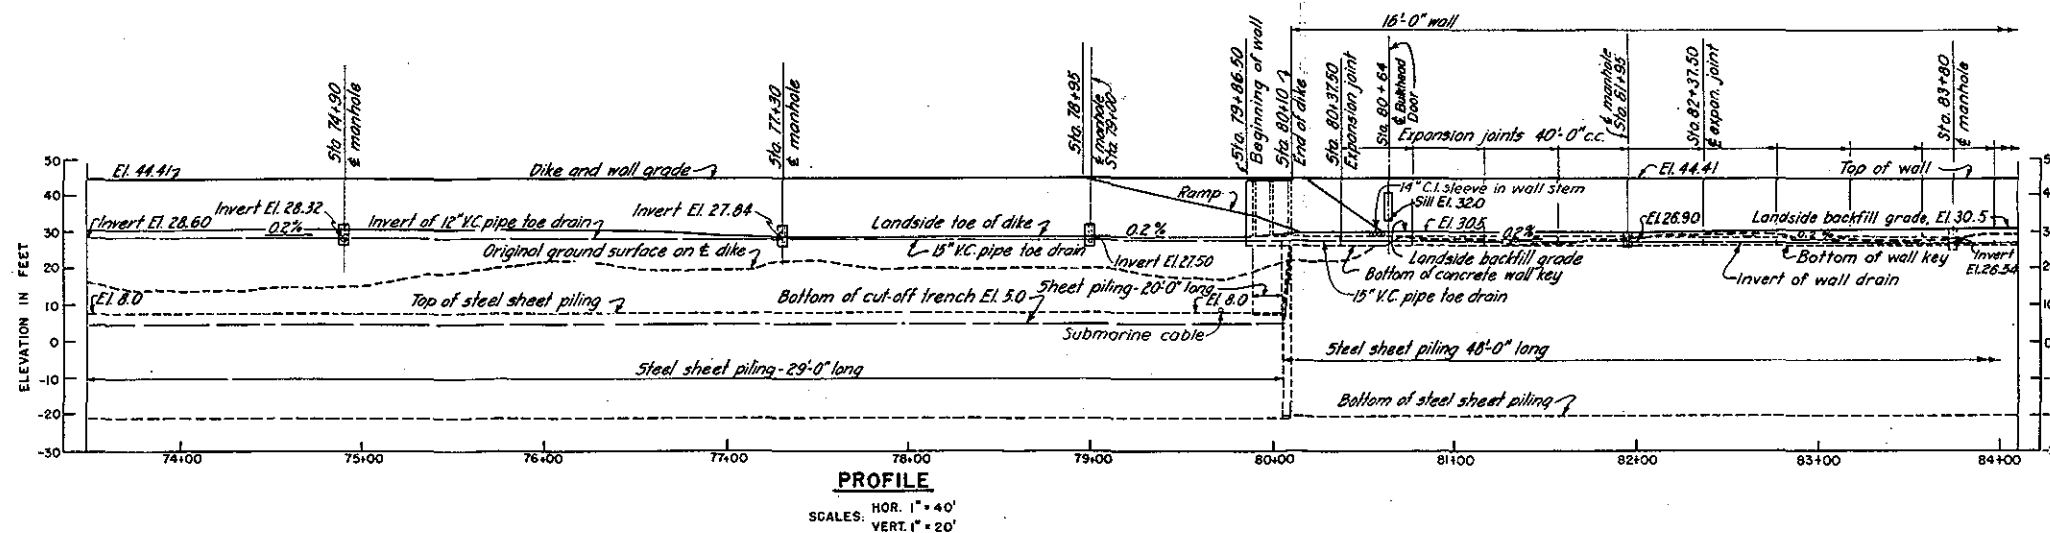 16'-0" wall
Sta. 74+90
℄ manhole
Sta. 77+30
℄ manhole
Sta. 78+95
℄ manhole
Sta. 79+00
℄ Sta. 79+86.50
Beginning of wall
Sta. 80+10
End of dike
Sta. 80+37.50
Expansion joint
Sta. 80+64
℄ Bulkhead
Door
Expansion joints 40'-0" c.c.
℄ manhole
Sta. 81+95
Sta. 82+37.50
℄ expan. joint
Sta. 83+80
℄ manhole
ELEVATION IN FEET
50
40
30
20
10
0
-10
-20
-30
El. 44.41
Dike and wall grade
El. 44.41
Top of wall
Ramp
14" C.I. sleeve in wall stem
Sill El. 32.0
Invert El. 28.60
Invert El. 28.32
0.2%
Invert of 12" V.C. pipe toe drain
Invert El. 27.84
Landside toe of dike
0.2%
El. 30.5
0.2%
El. 26.90
Landside backfill grade, El. 30.5
0.2%
Original ground surface on ℄ dike
15" V.C. pipe toe drain
Invert El. 27.50
Landside backfill grade
Bottom of wall key
Invert
El. 26.54
Bottom of concrete wall key
Invert of wall drain
El. 8.0
Top of steel sheet piling
Bottom of cut-off trench El. 5.0
Sheet piling-20'-0" long
El. 8.0
15" V.C. pipe toe drain
Submarine cable
Steel sheet piling 48'-0" long
Steel sheet piling-29'-0" long
Bottom of steel sheet piling
74+00
75+00
76+00
77+00
78+00
79+00
80+00
81+00
82+00
83+00
84+00
PROFILE
SCALES: HOR. 1" = 40'
VERT. 1" = 20'